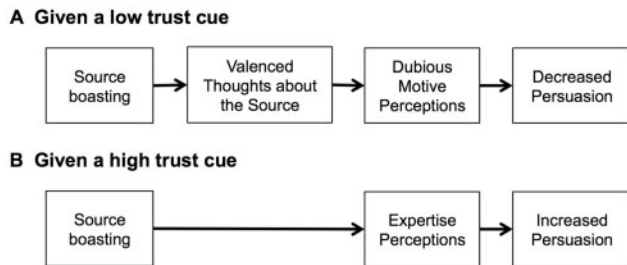 A Given a low trust cue
Source
boasting
Valenced
Thoughts about
the Source
Dubious
Motive
Perceptions
Decreased
Persuasion
B Given a high trust cue
Source
boasting
Expertise
Perceptions
Increased
Persuasion